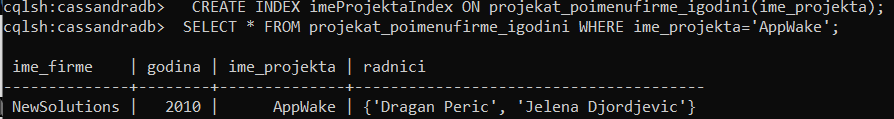 cqlsh:cassandradb>   CREATE INDEX imeProjektaIndex ON projekat_poimenufirme_igodini(ime_projekta);
cqlsh:cassandradb>  SELECT * FROM projekat_poimenufirme_igodini WHERE ime_projekta='AppWake';
 ime_firme    | godina | ime_projekta | radnici
--------------+--------+--------------+--------------------------------------
 NewSolutions |   2010 |      AppWake | {'Dragan Peric', 'Jelena Djordjevic'}